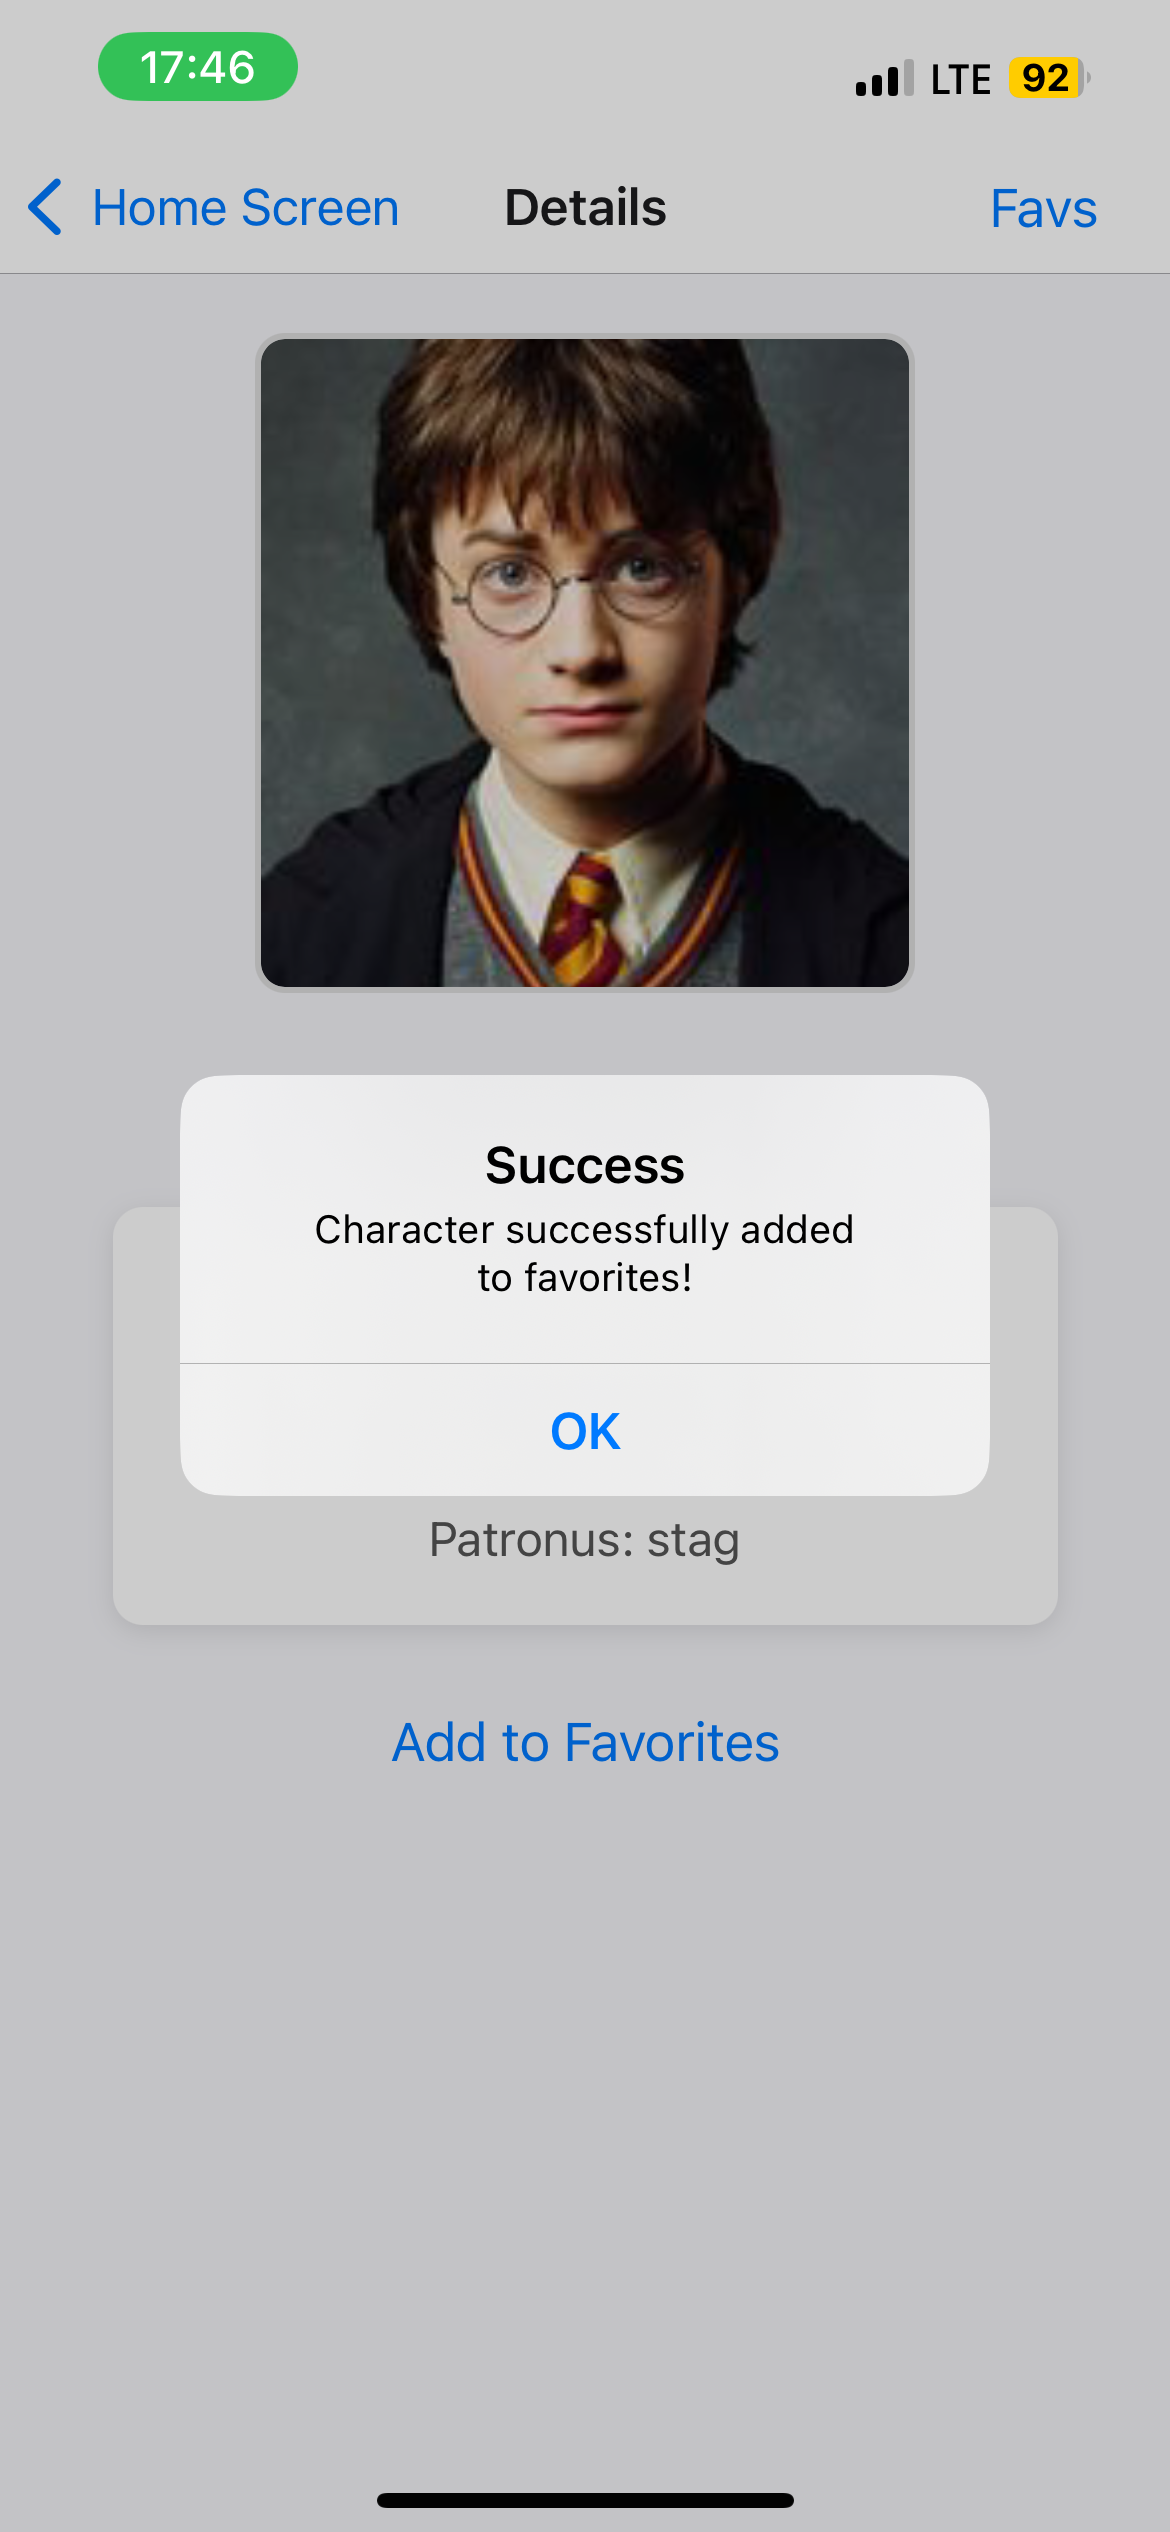 17:46
LTE 92
Home Screen Details Favs
Success
Character successfully added
to favorites!
OK
Patronus: stag
Add to Favorites